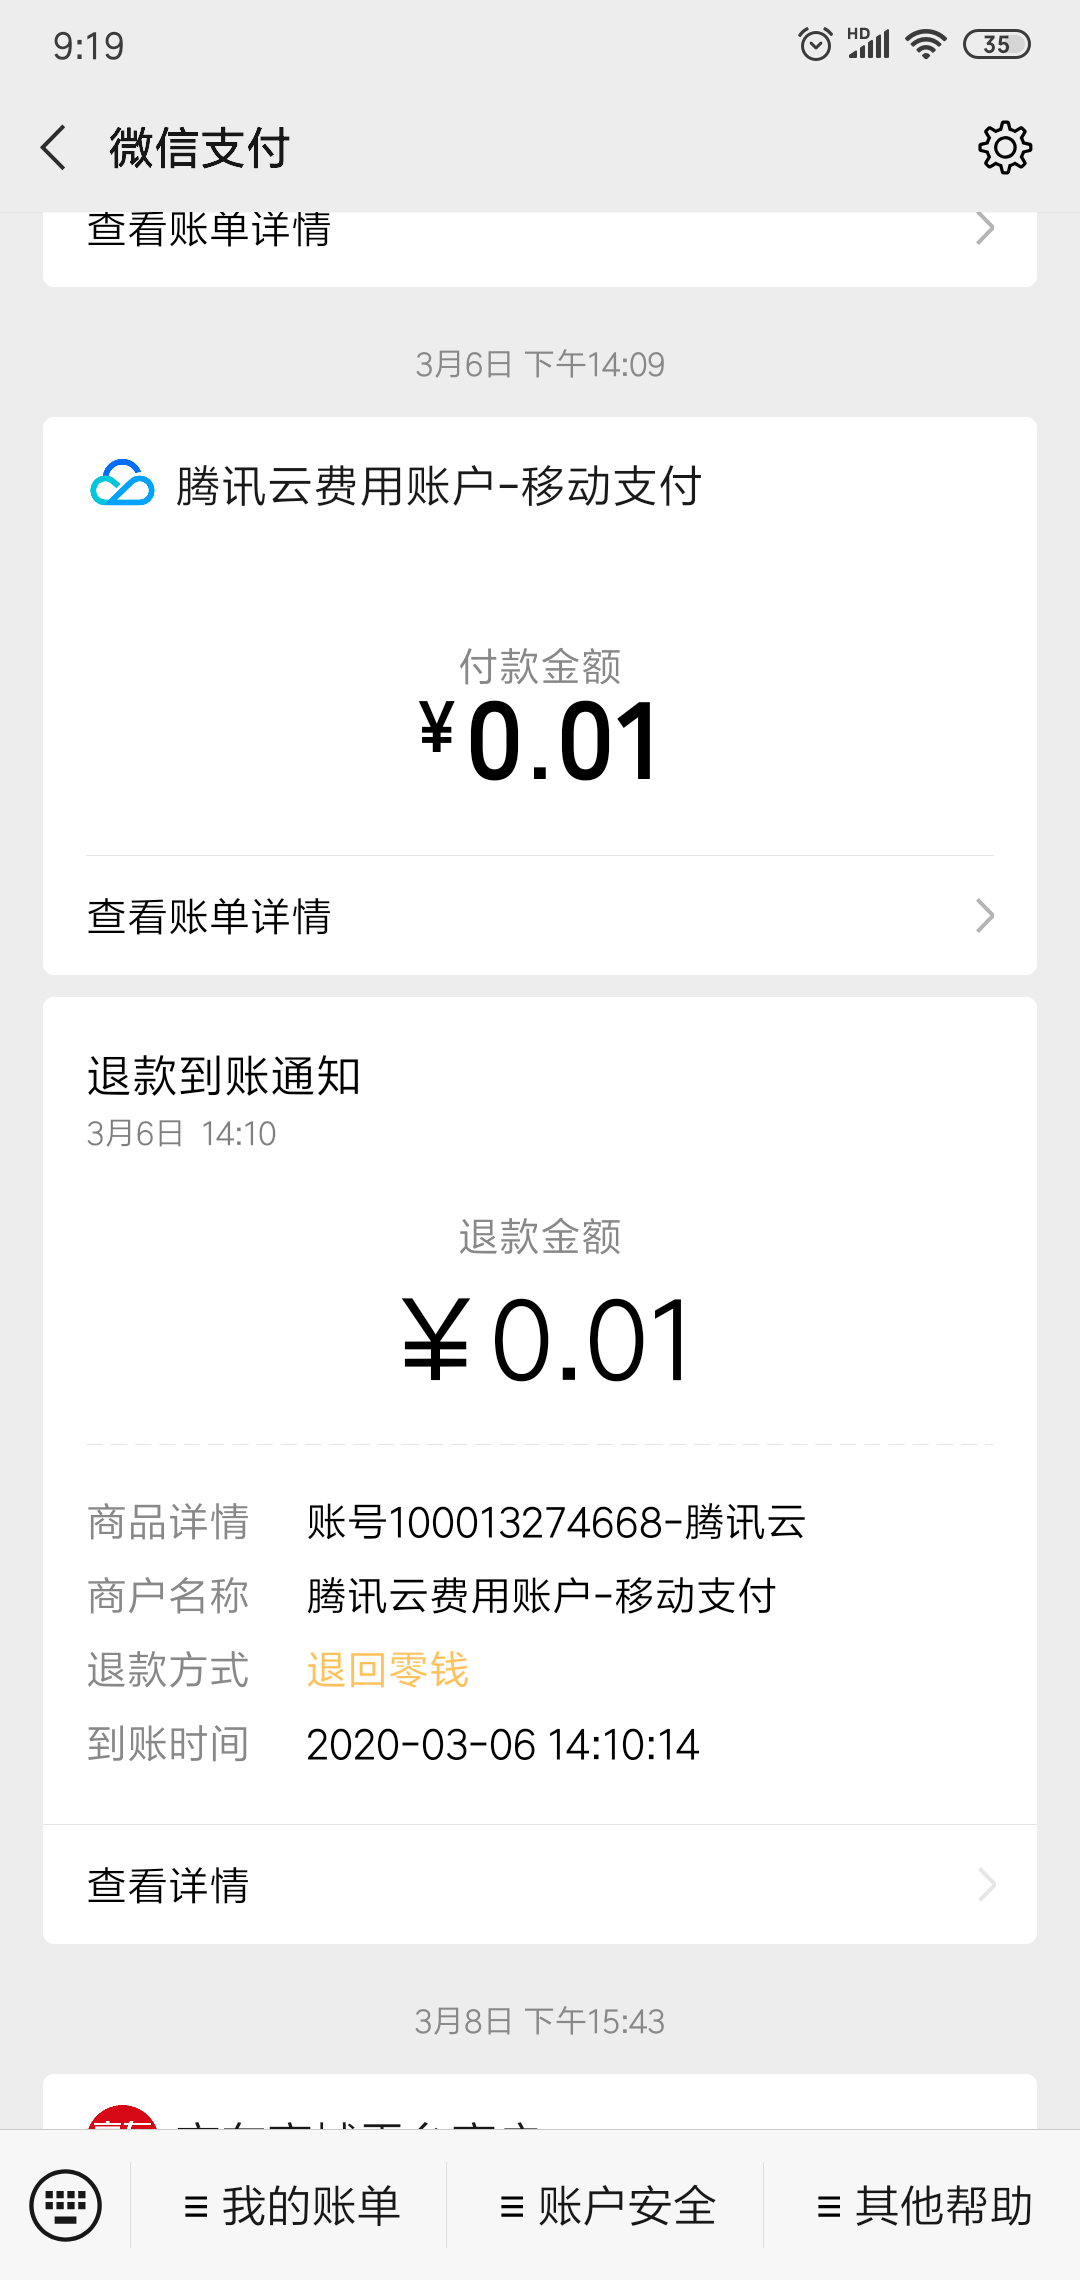 9:19
HD
35
微信支付
查看账单详情
3月6日 下午14:09
腾讯云费用账户-移动支付
付款金额
¥0.01
查看账单详情
退款到账通知
3月6日 14:10
退款金额
¥0.01
商品详情 账号100013274668-腾讯云
商户名称 腾讯云费用账户-移动支付
退款方式 退回零钱
到账时间 2020-03-06 14:10:14
查看详情
3月8日 下午15:43
我的账单 账户安全 其他帮助